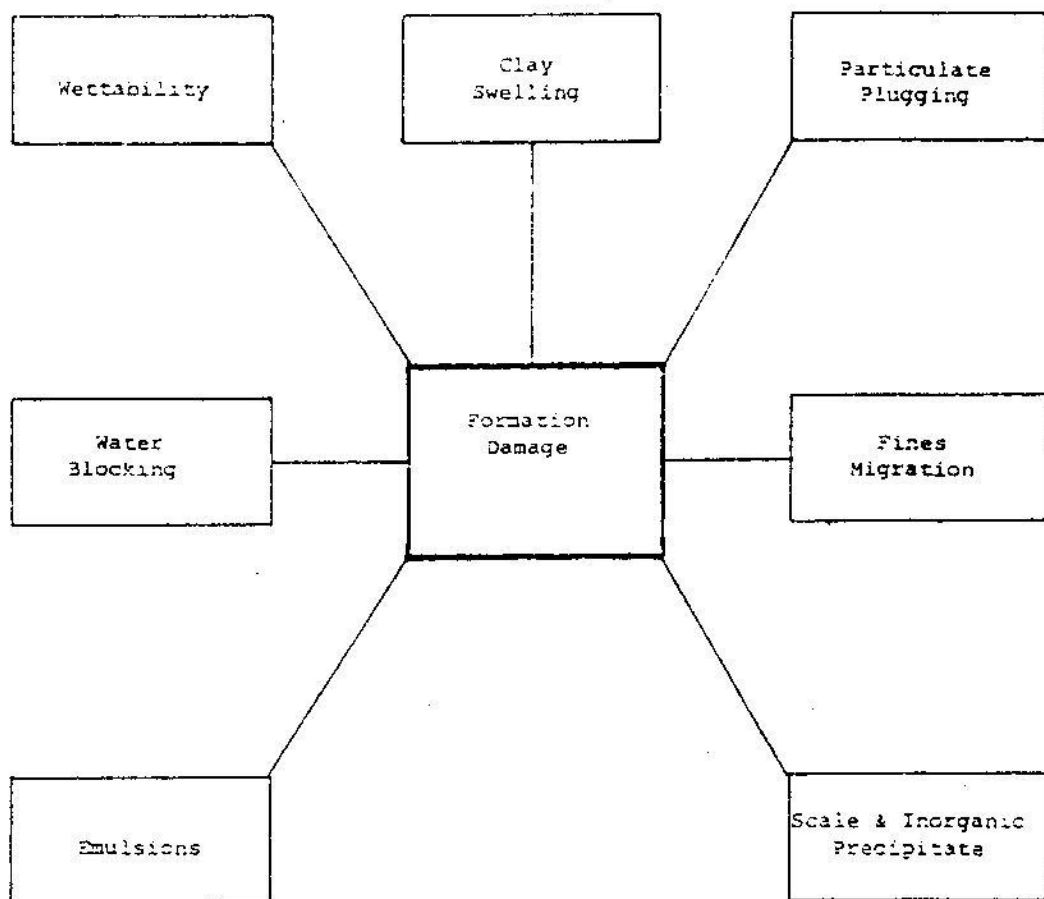 Wettability
Clay
Swelling
Particulate
Plugging
Water
Blocking
Formation
Damage
Fines
Migration
Emulsions
Scale & Inorganic
Precipitate